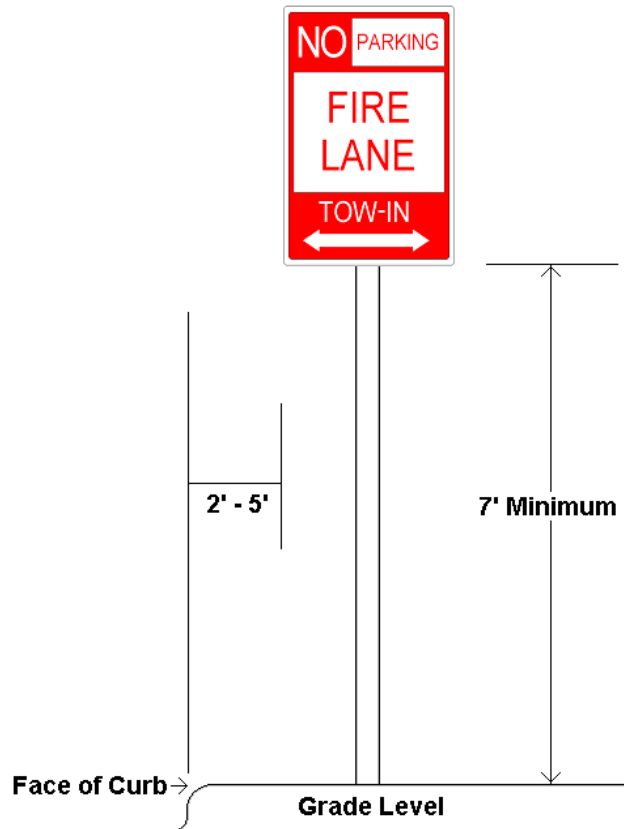 NO PARKING
FIRE
LANE
TOW-IN
2' - 5'
7' Minimum
Face of Curb
Grade Level